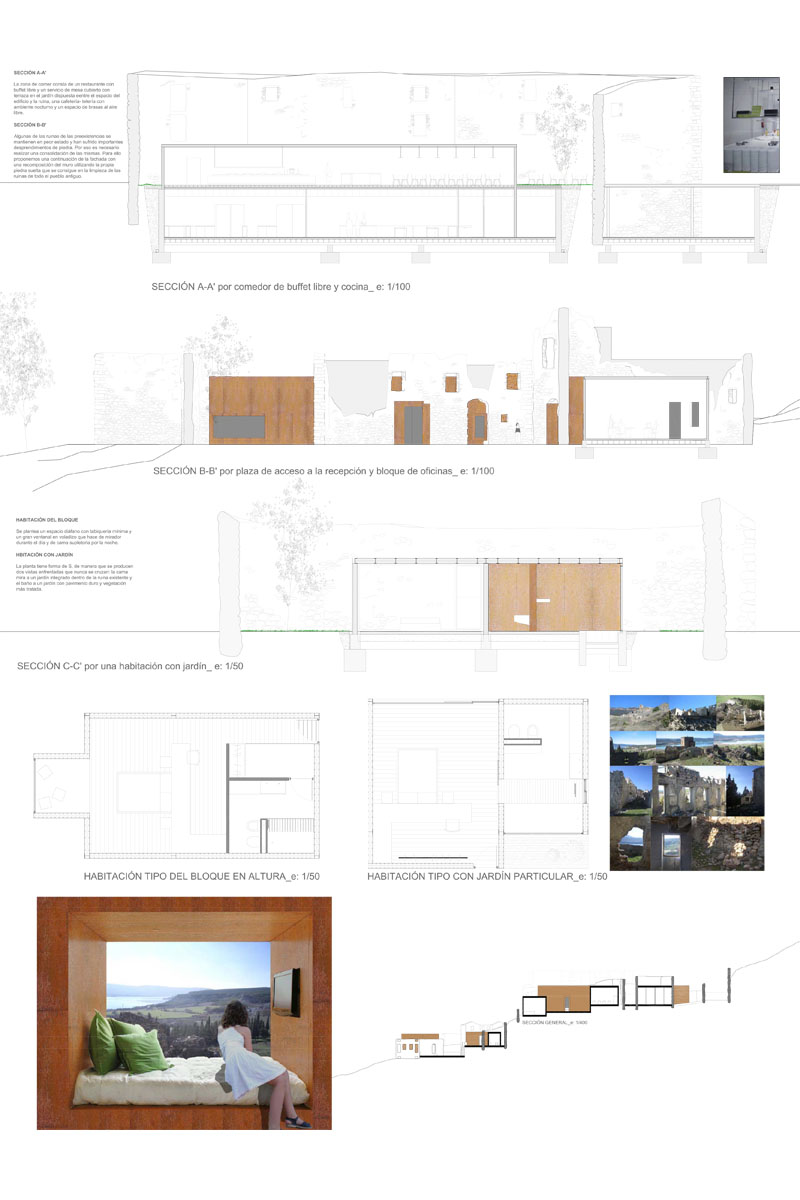 SECCIÓN A-A'
La zona de comer consta de: un restaurante con
buffet libre y un servicio de mesa cubierto con
terraza en el jardín dispuesta dentro el espacio del
edificio y la ruina, una cafetería-tetería con
ambiente nocturno y un espacio de brasas al aire
libre.
SECCIÓN B-B'
Algunas de las ruinas de las preexistencias se
mantienen en peor estado y han sufrido importantes
desprendimientos de piedra. Por eso es necesario
realizar una consolidación de las mismas. Para ello
proponemos una continuación de la fachada con
una recomposición del muro utilizando la propia
piedra suelta que se consigue en la limpieza de las
ruinas de todo el pueblo antiguo.
SECCIÓN A-A' por comedor de buffet libre y cocina_ e: 1/100
SECCIÓN B-B' por plaza de acceso a la recepción y bloque de oficinas_ e: 1/100
HABITACIÓN DEL BLOQUE
Se plantea un espacio diáfano con tabiquería mínima y
un gran ventanal en voladizo que hace de mirador
durante el día y de cama supletoria por la noche.
HBITACIÓN CON JARDÍN
La planta tiene forma de S, de manera que se producen
dos vistas enfrentadas que nunca se cruzan: la cama
mira a un jardín integrado dentro de la ruina existente y
el baño a un jardín con pavimento duro y vegetación
más tratada.
SECCIÓN C-C' por una habitación con jardín_ e: 1/50
HABITACIÓN TIPO DEL BLOQUE EN ALTURA_e: 1/50
HABITACIÓN TIPO CON JARDÍN PARTICULAR_e: 1/50
SECCIÓN GENERAL_e: 1/400